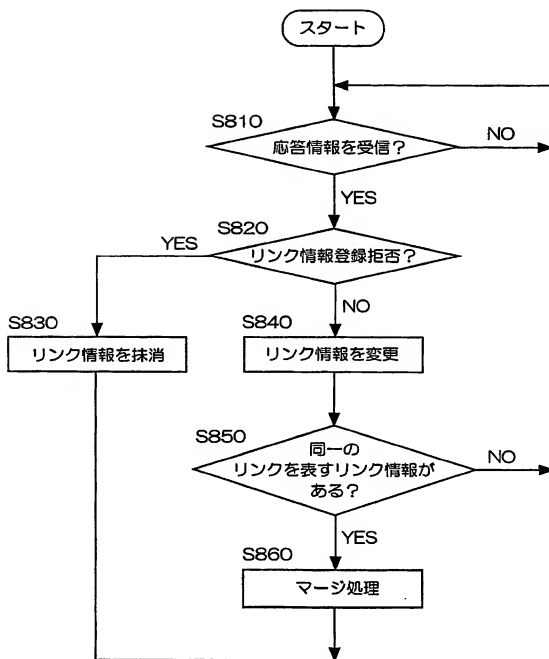 スタート
S810
応答情報を受信？
NO
YES
S820
YES
リンク情報登録拒否？
NO
S830
リンク情報を抹消
S840
リンク情報を変更
S850
同一の
リンクを表すリンク情報が
ある？
NO
YES
S860
マージ処理